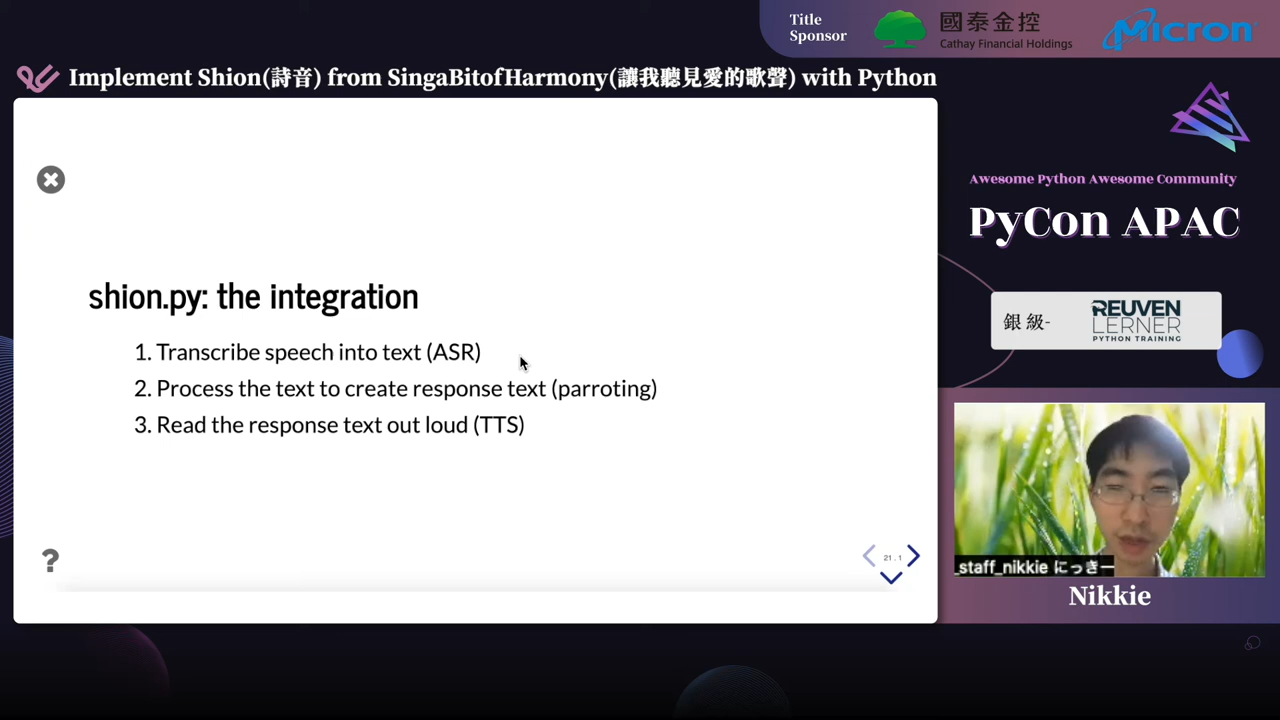 Title
Sponsor
國泰金控
Cathay Financial Holdings
Micron
Implement Shion(詩音) from SingaBitofHarmony(讓我聽見愛的歌聲) with Python
shion.py: the integration
1. Transcribe speech into text (ASR)
2. Process the text to create response text (parroting)
3. Read the response text out loud (TTS)
?
21.1
Awesome Python Awesome Community
PyCon APAC
銀級-
REUVEN
LERNER
PYTHON TRAINING
_staff_nikkie にっきー
Nikkie